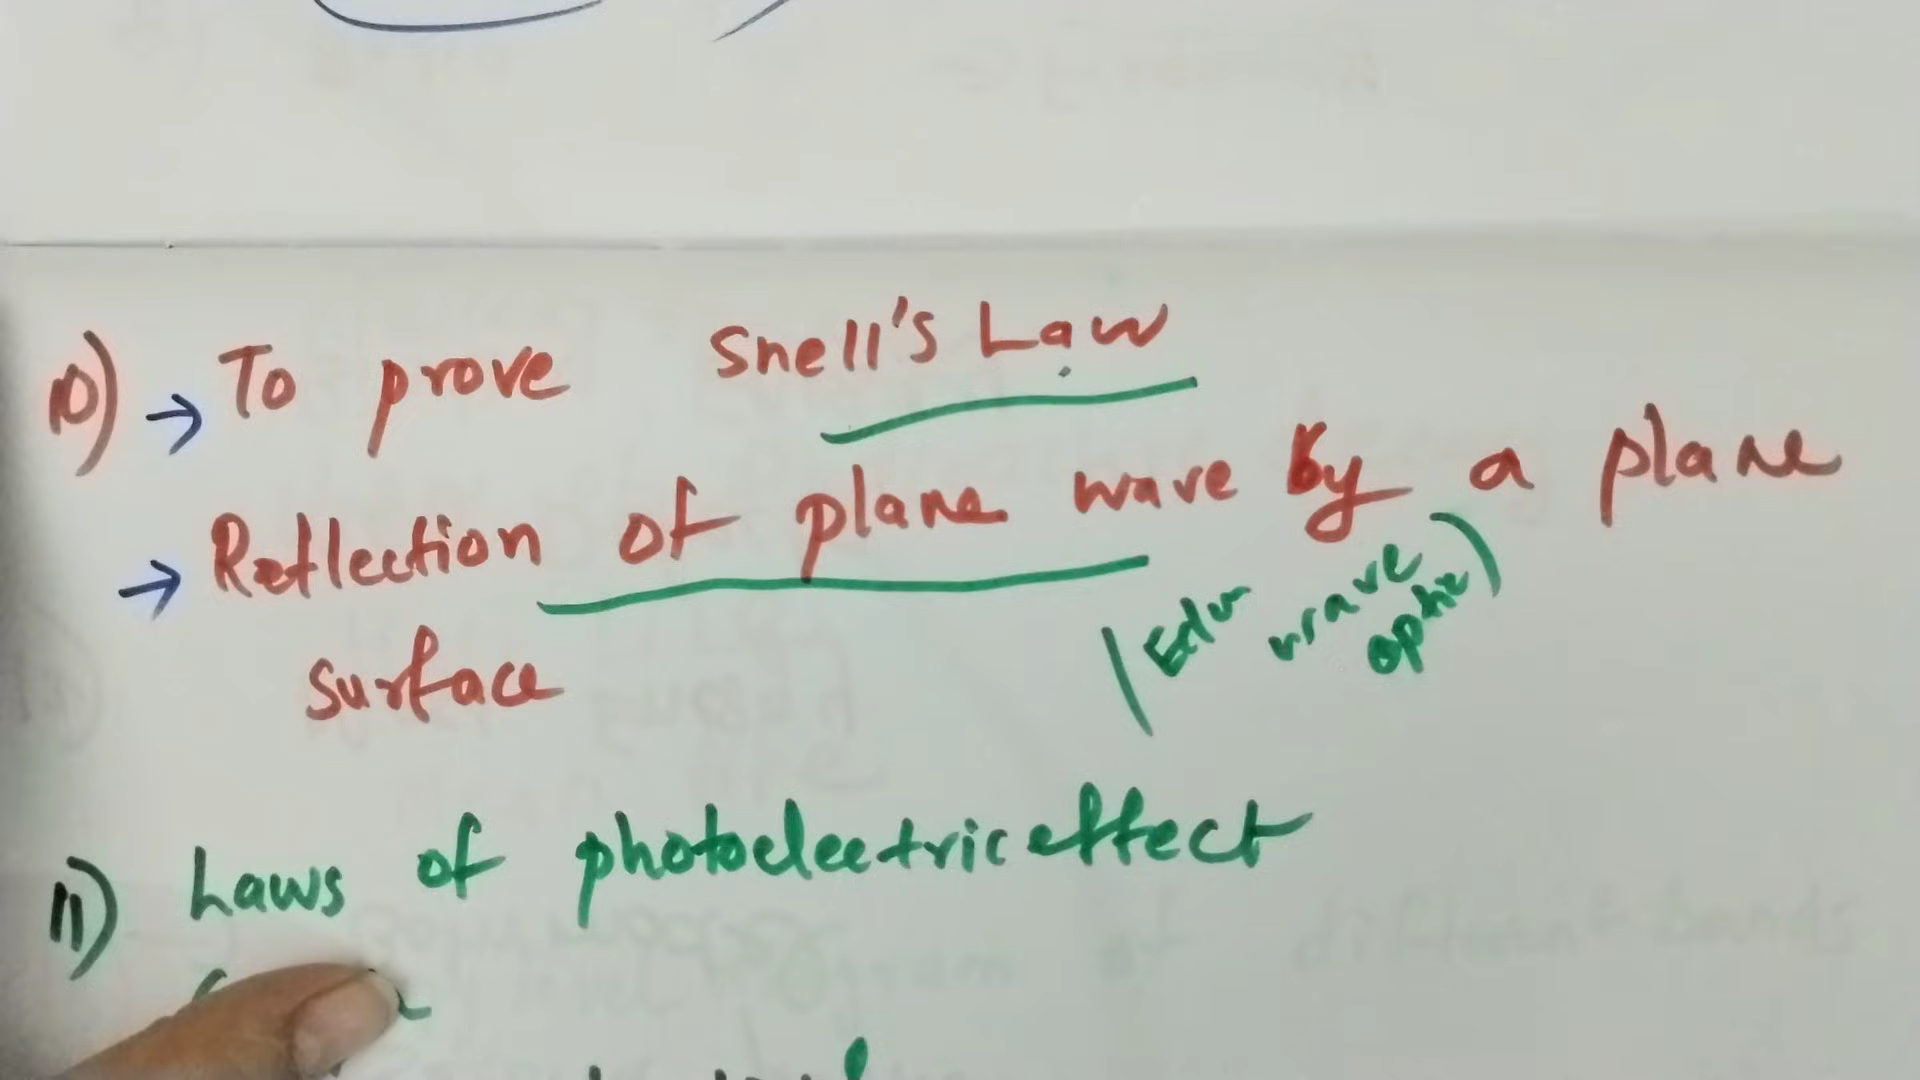 10) → To prove Snell's Law
→ Reflection of plane wave by a plane
surface
wave
optic)
11) Laws of photoelectric effect